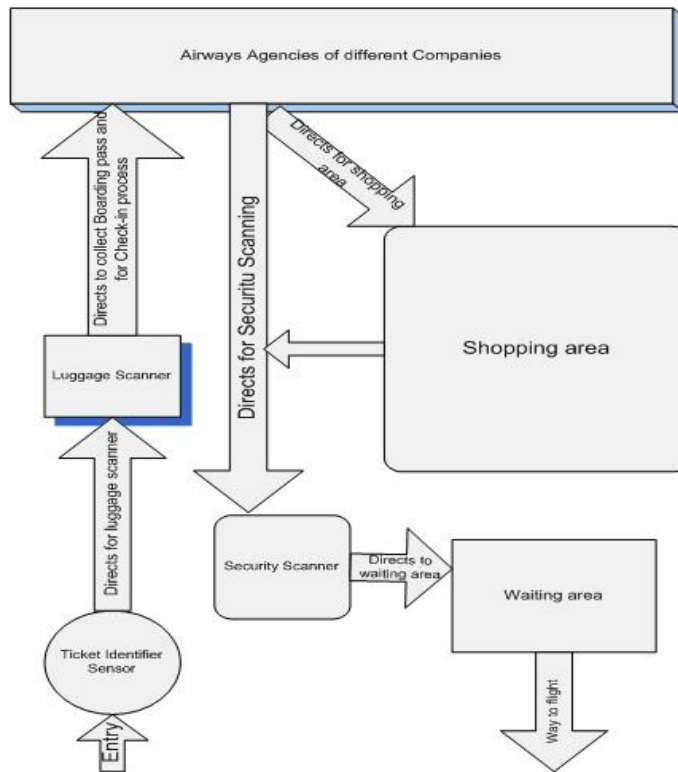 Airways Agencies of different Companies
Directs to collect Boarding pass and
for Check-in process
Directs for Securitu Scanning
Directs for shopping
area
Shopping area
Luggage Scanner
Directs for luggage scanner
Security Scanner
Directs to
waiting area
Waiting area
Ticket Identifier
Sensor
Way to flight
Entry